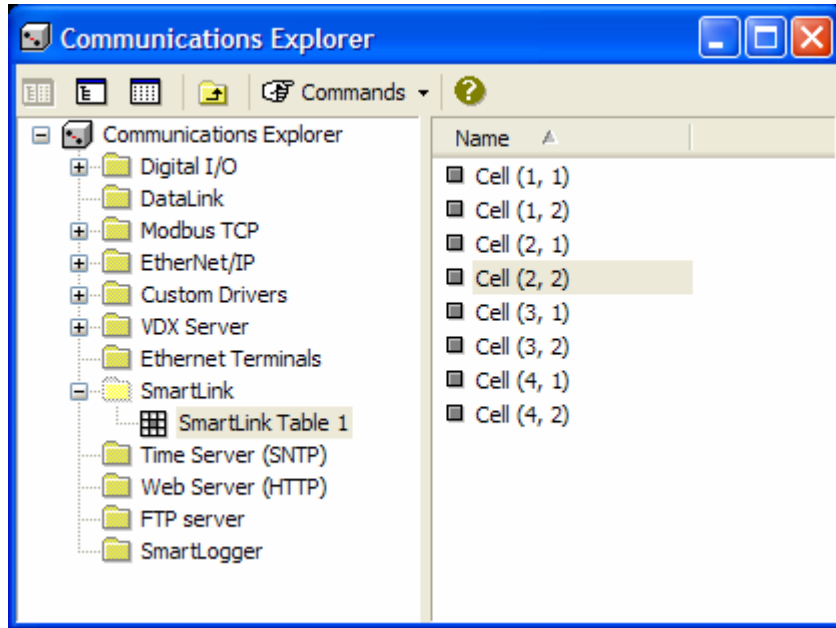 Communications Explorer
Commands
Communications Explorer
Digital I/O
DataLink
Modbus TCP
EtherNet/IP
Custom Drivers
VDX Server
Ethernet Terminals
SmartLink
SmartLink Table 1
Time Server (SNTP)
Web Server (HTTP)
FTP server
SmartLogger
Name
Cell (1, 1)
Cell (1, 2)
Cell (2, 1)
Cell (2, 2)
Cell (3, 1)
Cell (3, 2)
Cell (4, 1)
Cell (4, 2)